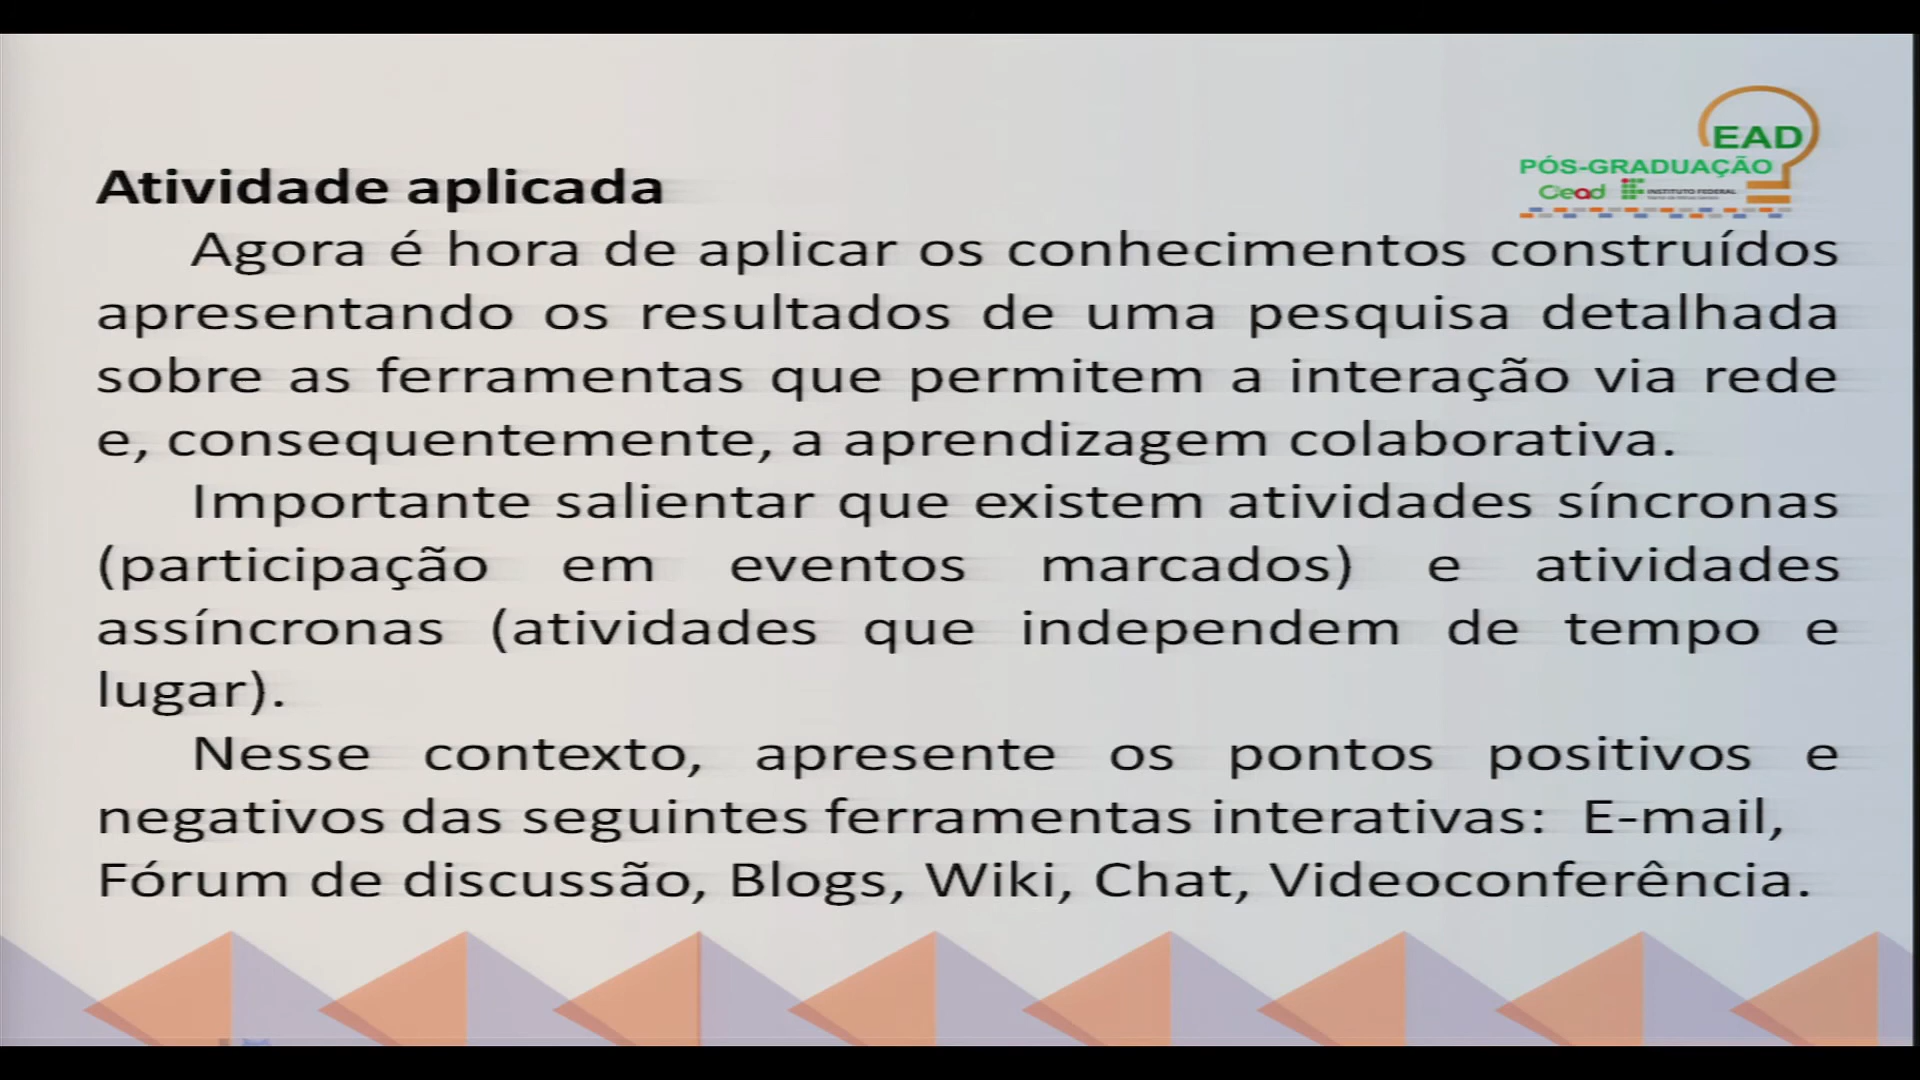 EAD
PÓS-GRADUAÇÃO
Cead INSTITUTO FEDERAL
Atividade aplicada
Agora é hora de aplicar os conhecimentos construídos
apresentando os resultados de uma pesquisa detalhada
sobre as ferramentas que permitem a interação via rede
e, consequentemente, a aprendizagem colaborativa.
Importante salientar que existem atividades síncronas
(participação em eventos marcados) e atividades
assíncronas (atividades que independem de tempo e
lugar).
Nesse contexto, apresente os pontos positivos e
negativos das seguintes ferramentas interativas: E-mail,
Fórum de discussão, Blogs, Wiki, Chat, Videoconferência.